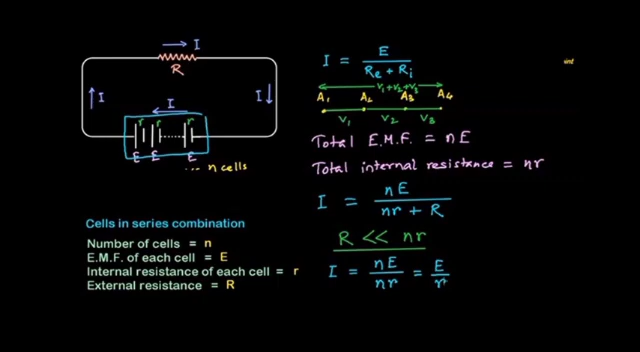 I
R
I
I
I
r r r
E E E
n cells
Cells in series combination
Number of cells = n
E.M.F. of each cell = E
Internal resistance of each cell = r
External resistance = R
I = E / (Re + Ri)
V1+V2+V3
A1 A2 A3 A4
V1 V2 V3
Total E.M.F. = nE
Total internal resistance = nr
I = nE / (nr + R)
R << nr
I = nE / nr = E / r
int